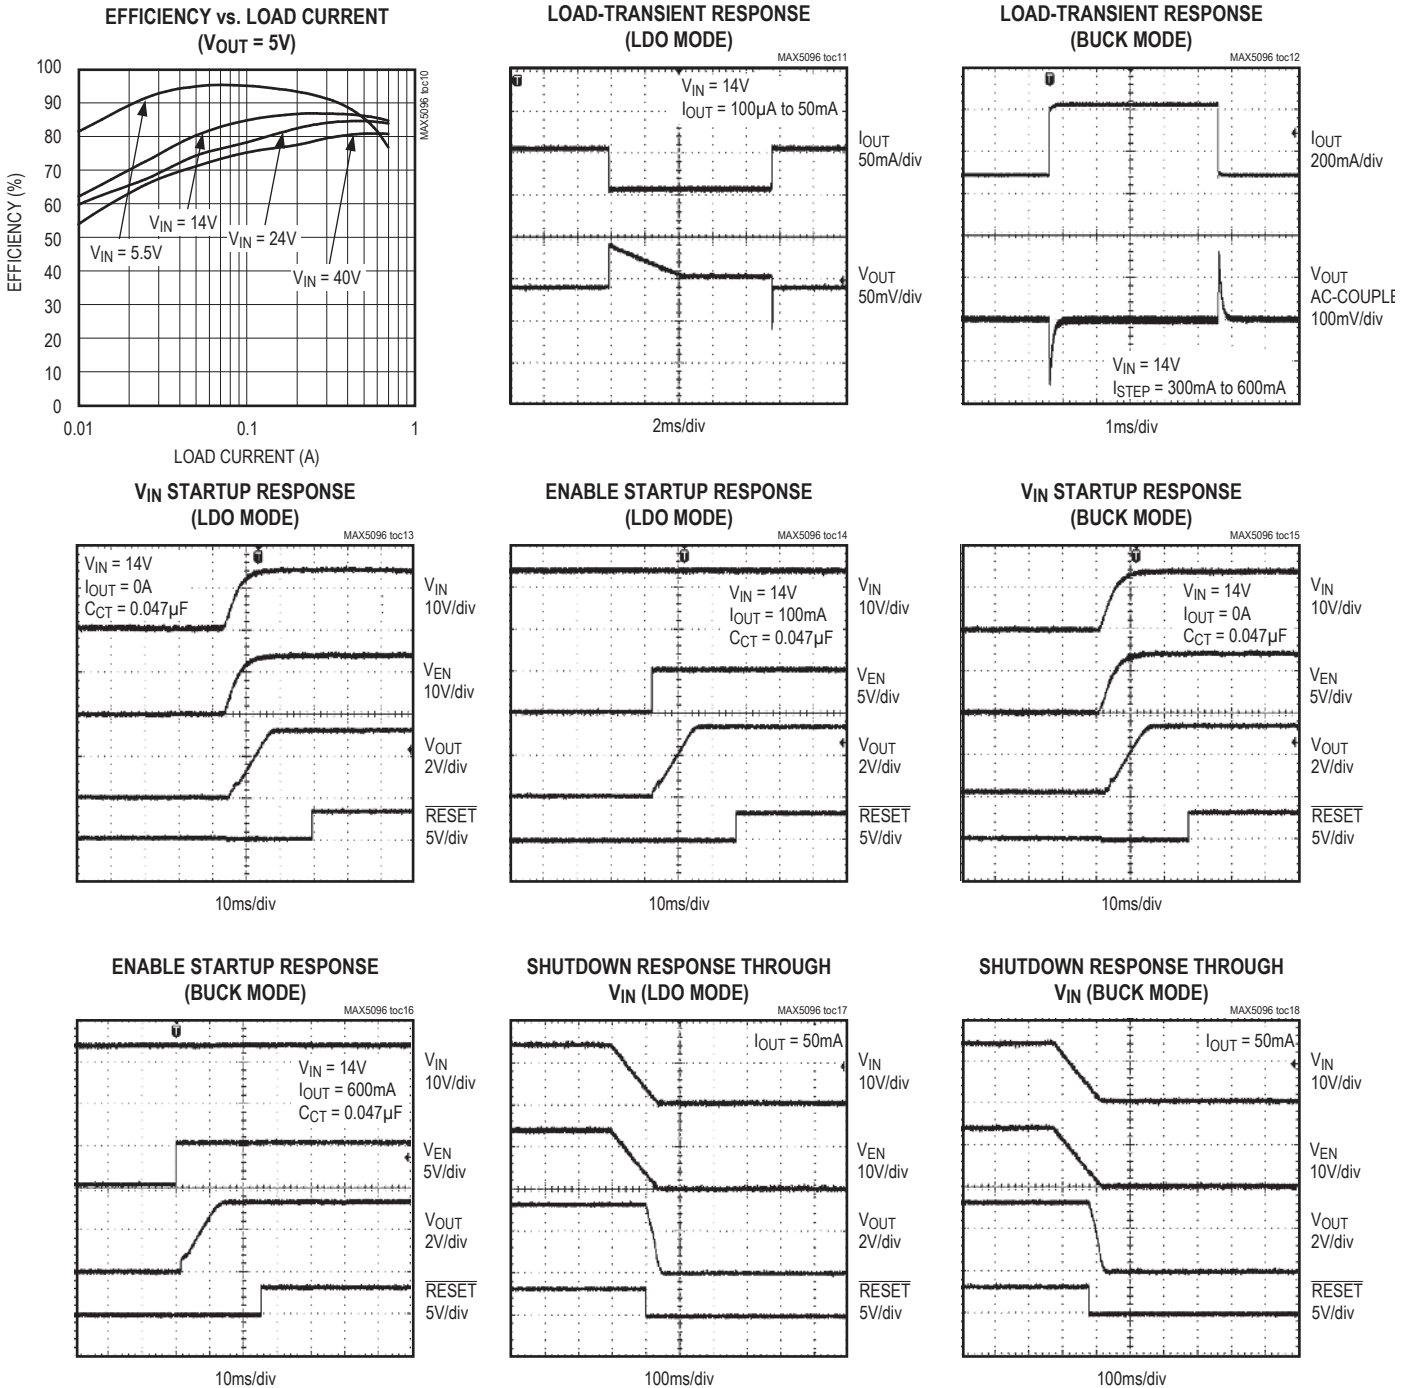 EFFICIENCY vs. LOAD CURRENT
(VOUT = 5V)
MAX5096 toc10
EFFICIENCY (%)
100
90
80
70
60
50
40
30
20
10
0
VIN = 5.5V
VIN = 14V
VIN = 24V
VIN = 40V
0.01
0.1
1
LOAD CURRENT (A)
LOAD-TRANSIENT RESPONSE
(LDO MODE)
MAX5096 toc11
VIN = 14V
IOUT = 100µA to 50mA
IOUT
50mA/div
VOUT
50mV/div
2ms/div
LOAD-TRANSIENT RESPONSE
(BUCK MODE)
MAX5096 toc12
IOUT
200mA/div
VOUT
AC-COUPLE
100mV/div
VIN = 14V
ISTEP = 300mA to 600mA
1ms/div
VIN STARTUP RESPONSE
(LDO MODE)
MAX5096 toc13
VIN = 14V
IOUT = 0A
CCT = 0.047µF
VIN
10V/div
VEN
10V/div
VOUT
2V/div
RESET
5V/div
10ms/div
ENABLE STARTUP RESPONSE
(LDO MODE)
MAX5096 toc14
VIN = 14V
IOUT = 100mA
CCT = 0.047µF
VIN
10V/div
VEN
5V/div
VOUT
2V/div
RESET
5V/div
10ms/div
VIN STARTUP RESPONSE
(BUCK MODE)
MAX5096 toc15
VIN = 14V
IOUT = 0A
CCT = 0.047µF
VIN
10V/div
VEN
5V/div
VOUT
2V/div
RESET
5V/div
10ms/div
ENABLE STARTUP RESPONSE
(BUCK MODE)
MAX5096 toc16
VIN = 14V
IOUT = 600mA
CCT = 0.047µF
VIN
10V/div
VEN
5V/div
VOUT
2V/div
RESET
5V/div
10ms/div
SHUTDOWN RESPONSE THROUGH
VIN (LDO MODE)
MAX5096 toc17
IOUT = 50mA
VIN
10V/div
VEN
10V/div
VOUT
2V/div
RESET
5V/div
100ms/div
SHUTDOWN RESPONSE THROUGH
VIN (BUCK MODE)
MAX5096 toc18
IOUT = 50mA
VIN
10V/div
VEN
10V/div
VOUT
2V/div
RESET
5V/div
100ms/div